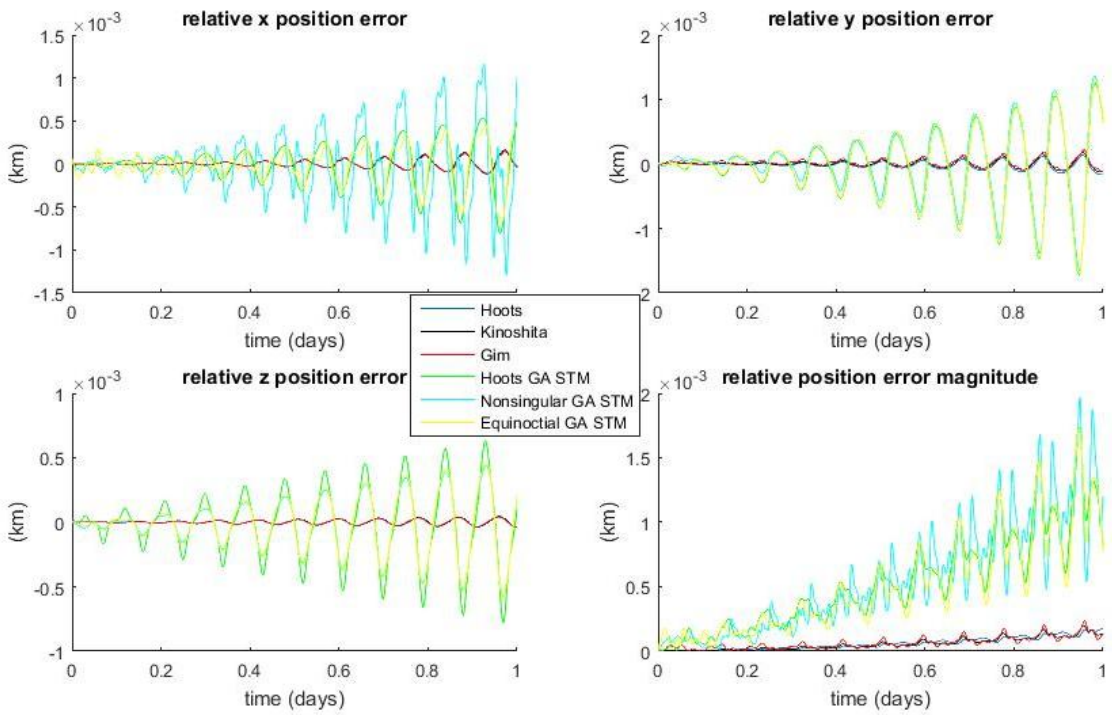 ×10⁻³
relative x position error
1.5
1
0.5
0
-0.5
-1
-1.5
(km)
0 0.2 0.4 0.6 0.8 1
time (days)
×10⁻³
relative y position error
2
1
0
-1
2
(km)
0 0.2 0.4 0.6 0.8 1
time (days)
Hoots
Kinoshita
Gim
Hoots GA STM
Nonsingular GA STM
Equinoctial GA STM
×10⁻³
relative z position error
1
0.5
0
-0.5
-1
(km)
0 0.2 0.4 0.6 0.8 1
time (days)
×10⁻³
relative position error magnitude
2
1.5
1
0.5
0
(km)
0 0.2 0.4 0.6 0.8 1
time (days)